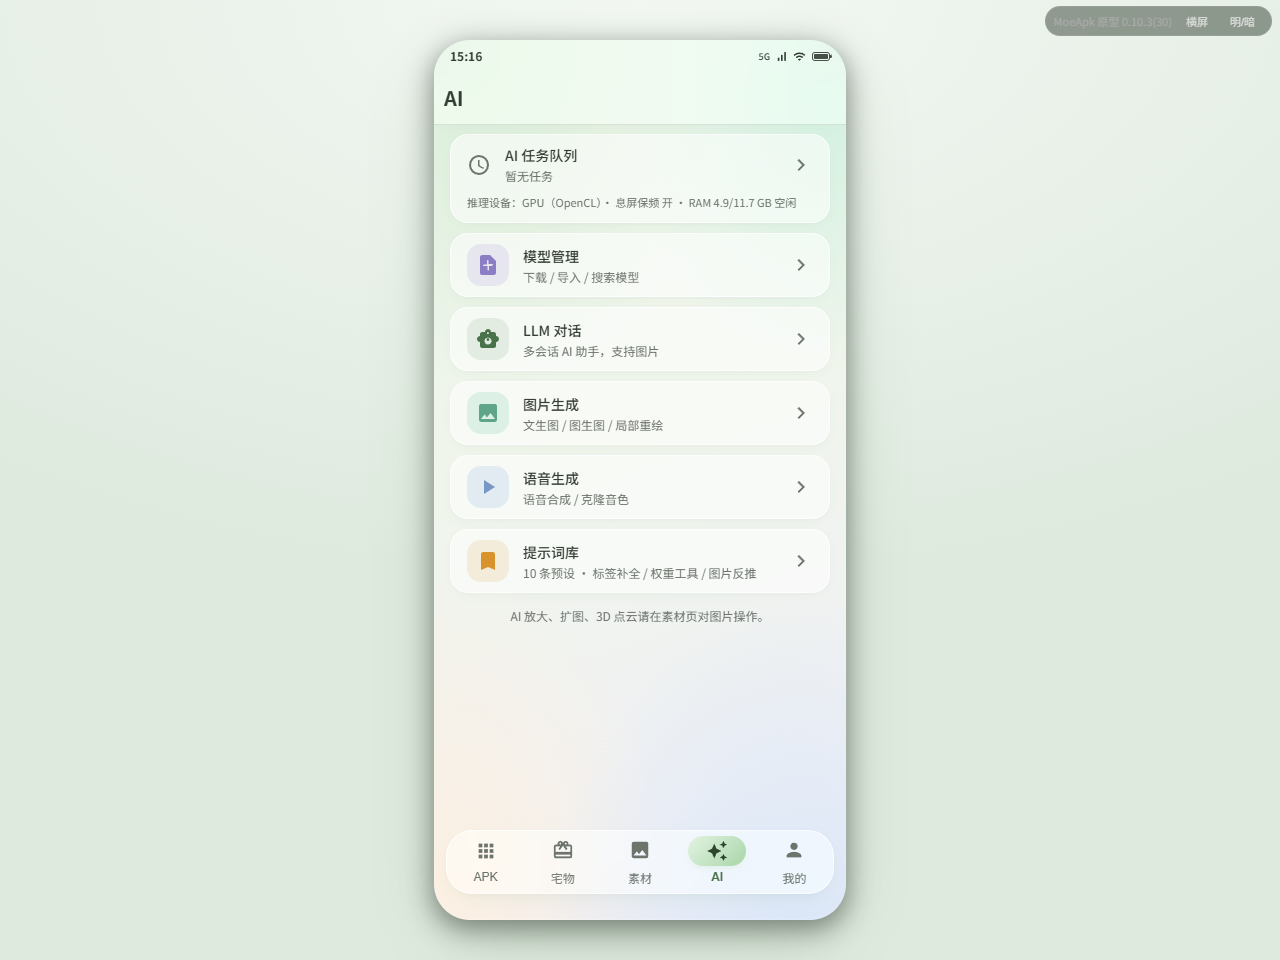 MoeApk 原型 0.10.3(30) 横屏 明/暗
15:16 5G
AI
AI 任务队列
暂无任务
推理设备：GPU（OpenCL）· 息屏保频 开 · RAM 4.9/11.7 GB 空闲
模型管理
下载 / 导入 / 搜索模型
LLM 对话
多会话 AI 助手，支持图片
图片生成
文生图 / 图生图 / 局部重绘
语音生成
语音合成 / 克隆音色
提示词库
10 条预设 · 标签补全 / 权重工具 / 图片反推
AI 放大、扩图、3D 点云请在素材页对图片操作。
APK 宅物 素材 AI 我的